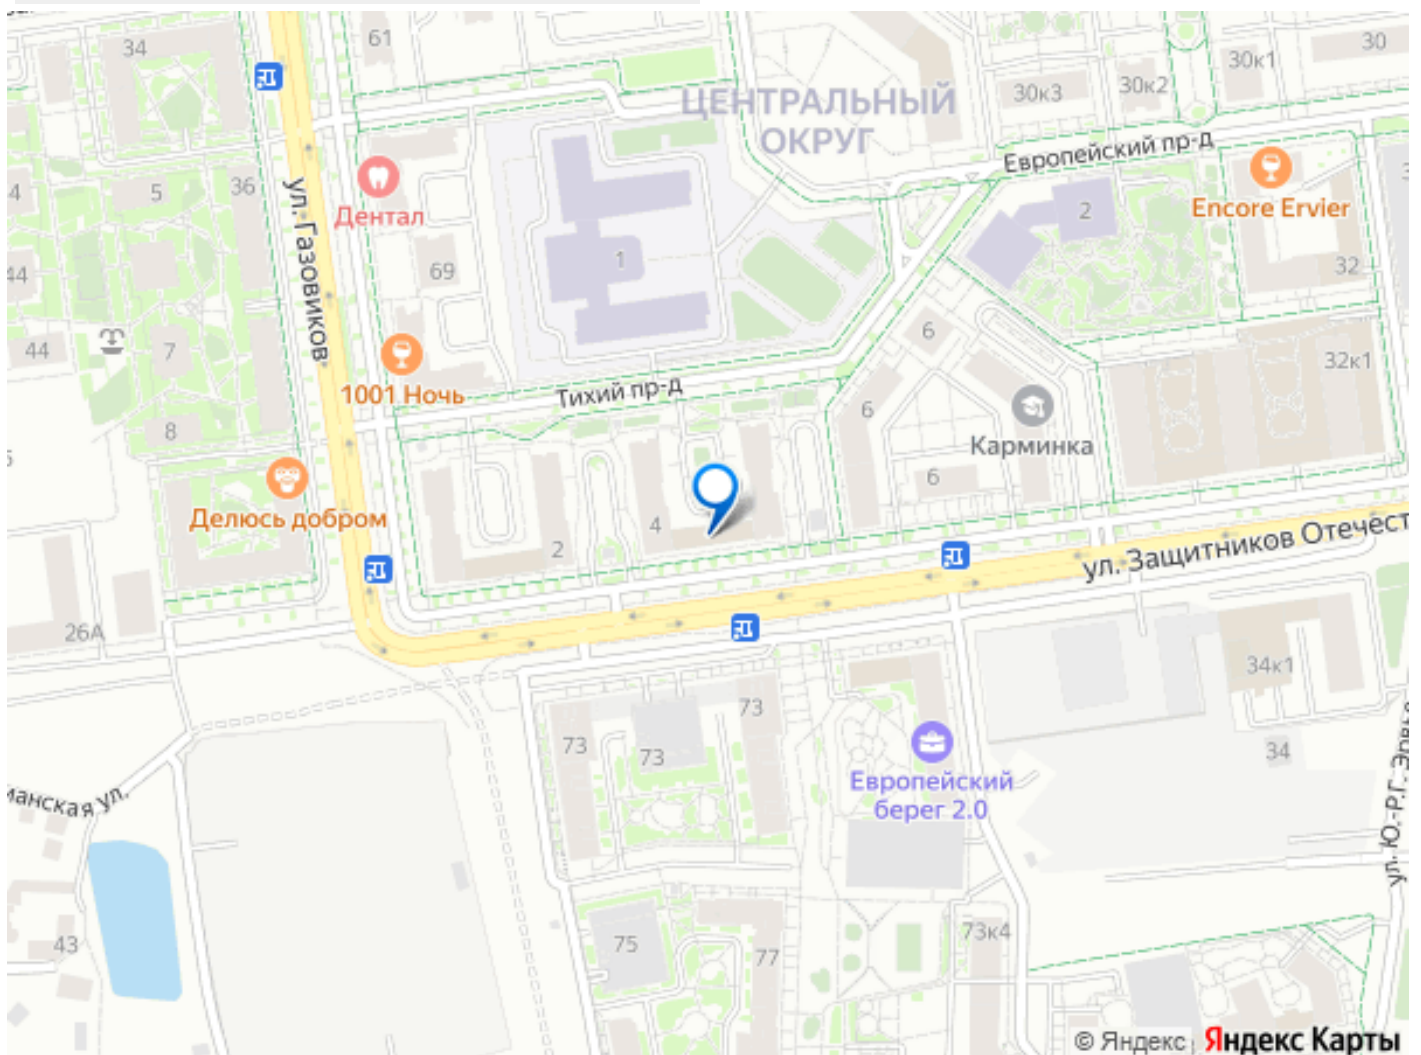 34
61
30
30к1
30к2
30к3
ЦЕНТРАЛЬНЫЙ
ОКРУГ
Европейский пр-д
5
36
4
ул. Газовиков
Дентал
Encore Ervier
2
1
69
32
44
44
7
6
1001 Ночь
Тихий пр-д
32к1
6
8
Карминка
6
Делюсь добром
4
2
ул. Защитников Отечест
26А
34к1
73
73
73
34
Европейский
берег 2.0
манская ул.
ул. Ю.-Р.Г. Эрвье
43
75
77
73к4
© Яндекс Яндекс Карты